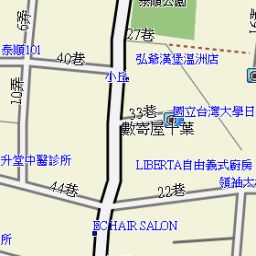 泰順公園
弄
27巷
泰順101
弘爺漢堡溫洲店
40巷
小丘
10弄
33巷
國立台灣大學日
數寄屋千葉
升堂中醫診所
LIBERTA自由義式廚房
44巷
22巷
領袖太
ECHAIR SALON
所